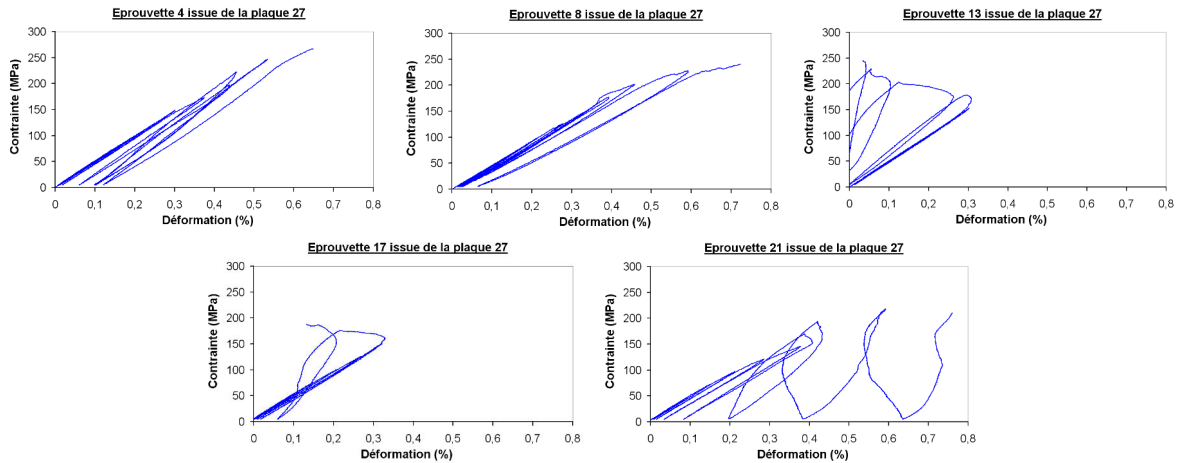 Eprouvette 4 issue de la plaque 27
300
250
200
150
100
50
0
Contrainte (MPa)
0 0,1 0,2 0,3 0,4 0,5 0,6 0,7 0,8
Déformation (%)
Eprouvette 8 issue de la plaque 27
300
250
200
150
100
50
0
Contrainte (MPa)
0 0,1 0,2 0,3 0,4 0,5 0,6 0,7 0,8
Déformation (%)
Eprouvette 13 issue de la plaque 27
300
250
200
150
100
50
0
Contrainte (MPa)
0 0,1 0,2 0,3 0,4 0,5 0,6 0,7 0,8
Déformation (%)
Eprouvette 17 issue de la plaque 27
300
250
200
150
100
50
0
Contrainte (MPa)
0 0,1 0,2 0,3 0,4 0,5 0,6 0,7 0,8
Déformation (%)
Eprouvette 21 issue de la plaque 27
300
250
200
150
100
50
0
Contrainte (MPa)
0 0,1 0,2 0,3 0,4 0,5 0,6 0,7 0,8
Déformation (%)